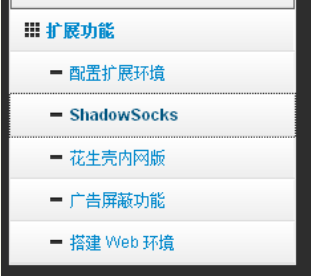 扩展功能
配置扩展环境
ShadowSocks
花生壳内网版
广告屏蔽功能
搭建 Web 环境